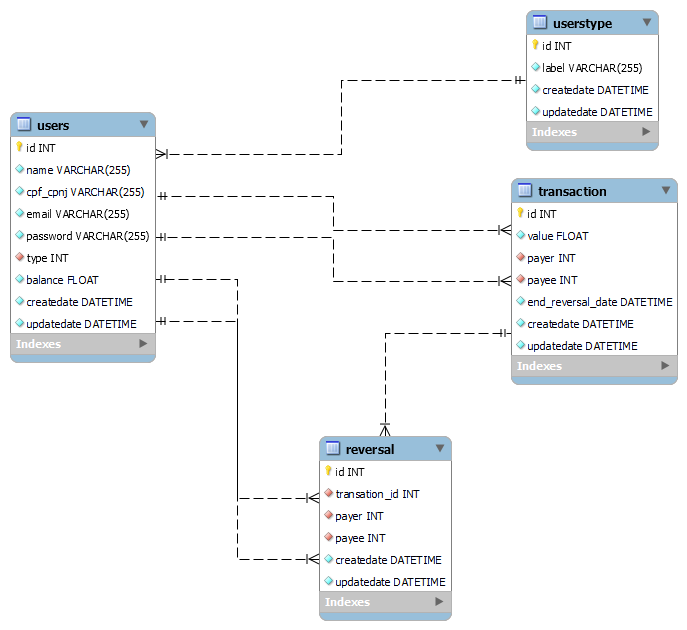 userstype
id INT
label VARCHAR(255)
createdate DATETIME
updatedate DATETIME
Indexes
users
id INT
name VARCHAR(255)
cpf_cpnj VARCHAR(255)
email VARCHAR(255)
password VARCHAR(255)
type INT
balance FLOAT
createdate DATETIME
updatedate DATETIME
Indexes
transaction
id INT
value FLOAT
payer INT
payee INT
end_reversal_date DATETIME
createdate DATETIME
updatedate DATETIME
Indexes
reversal
id INT
transation_id INT
payer INT
payee INT
createdate DATETIME
updatedate DATETIME
Indexes